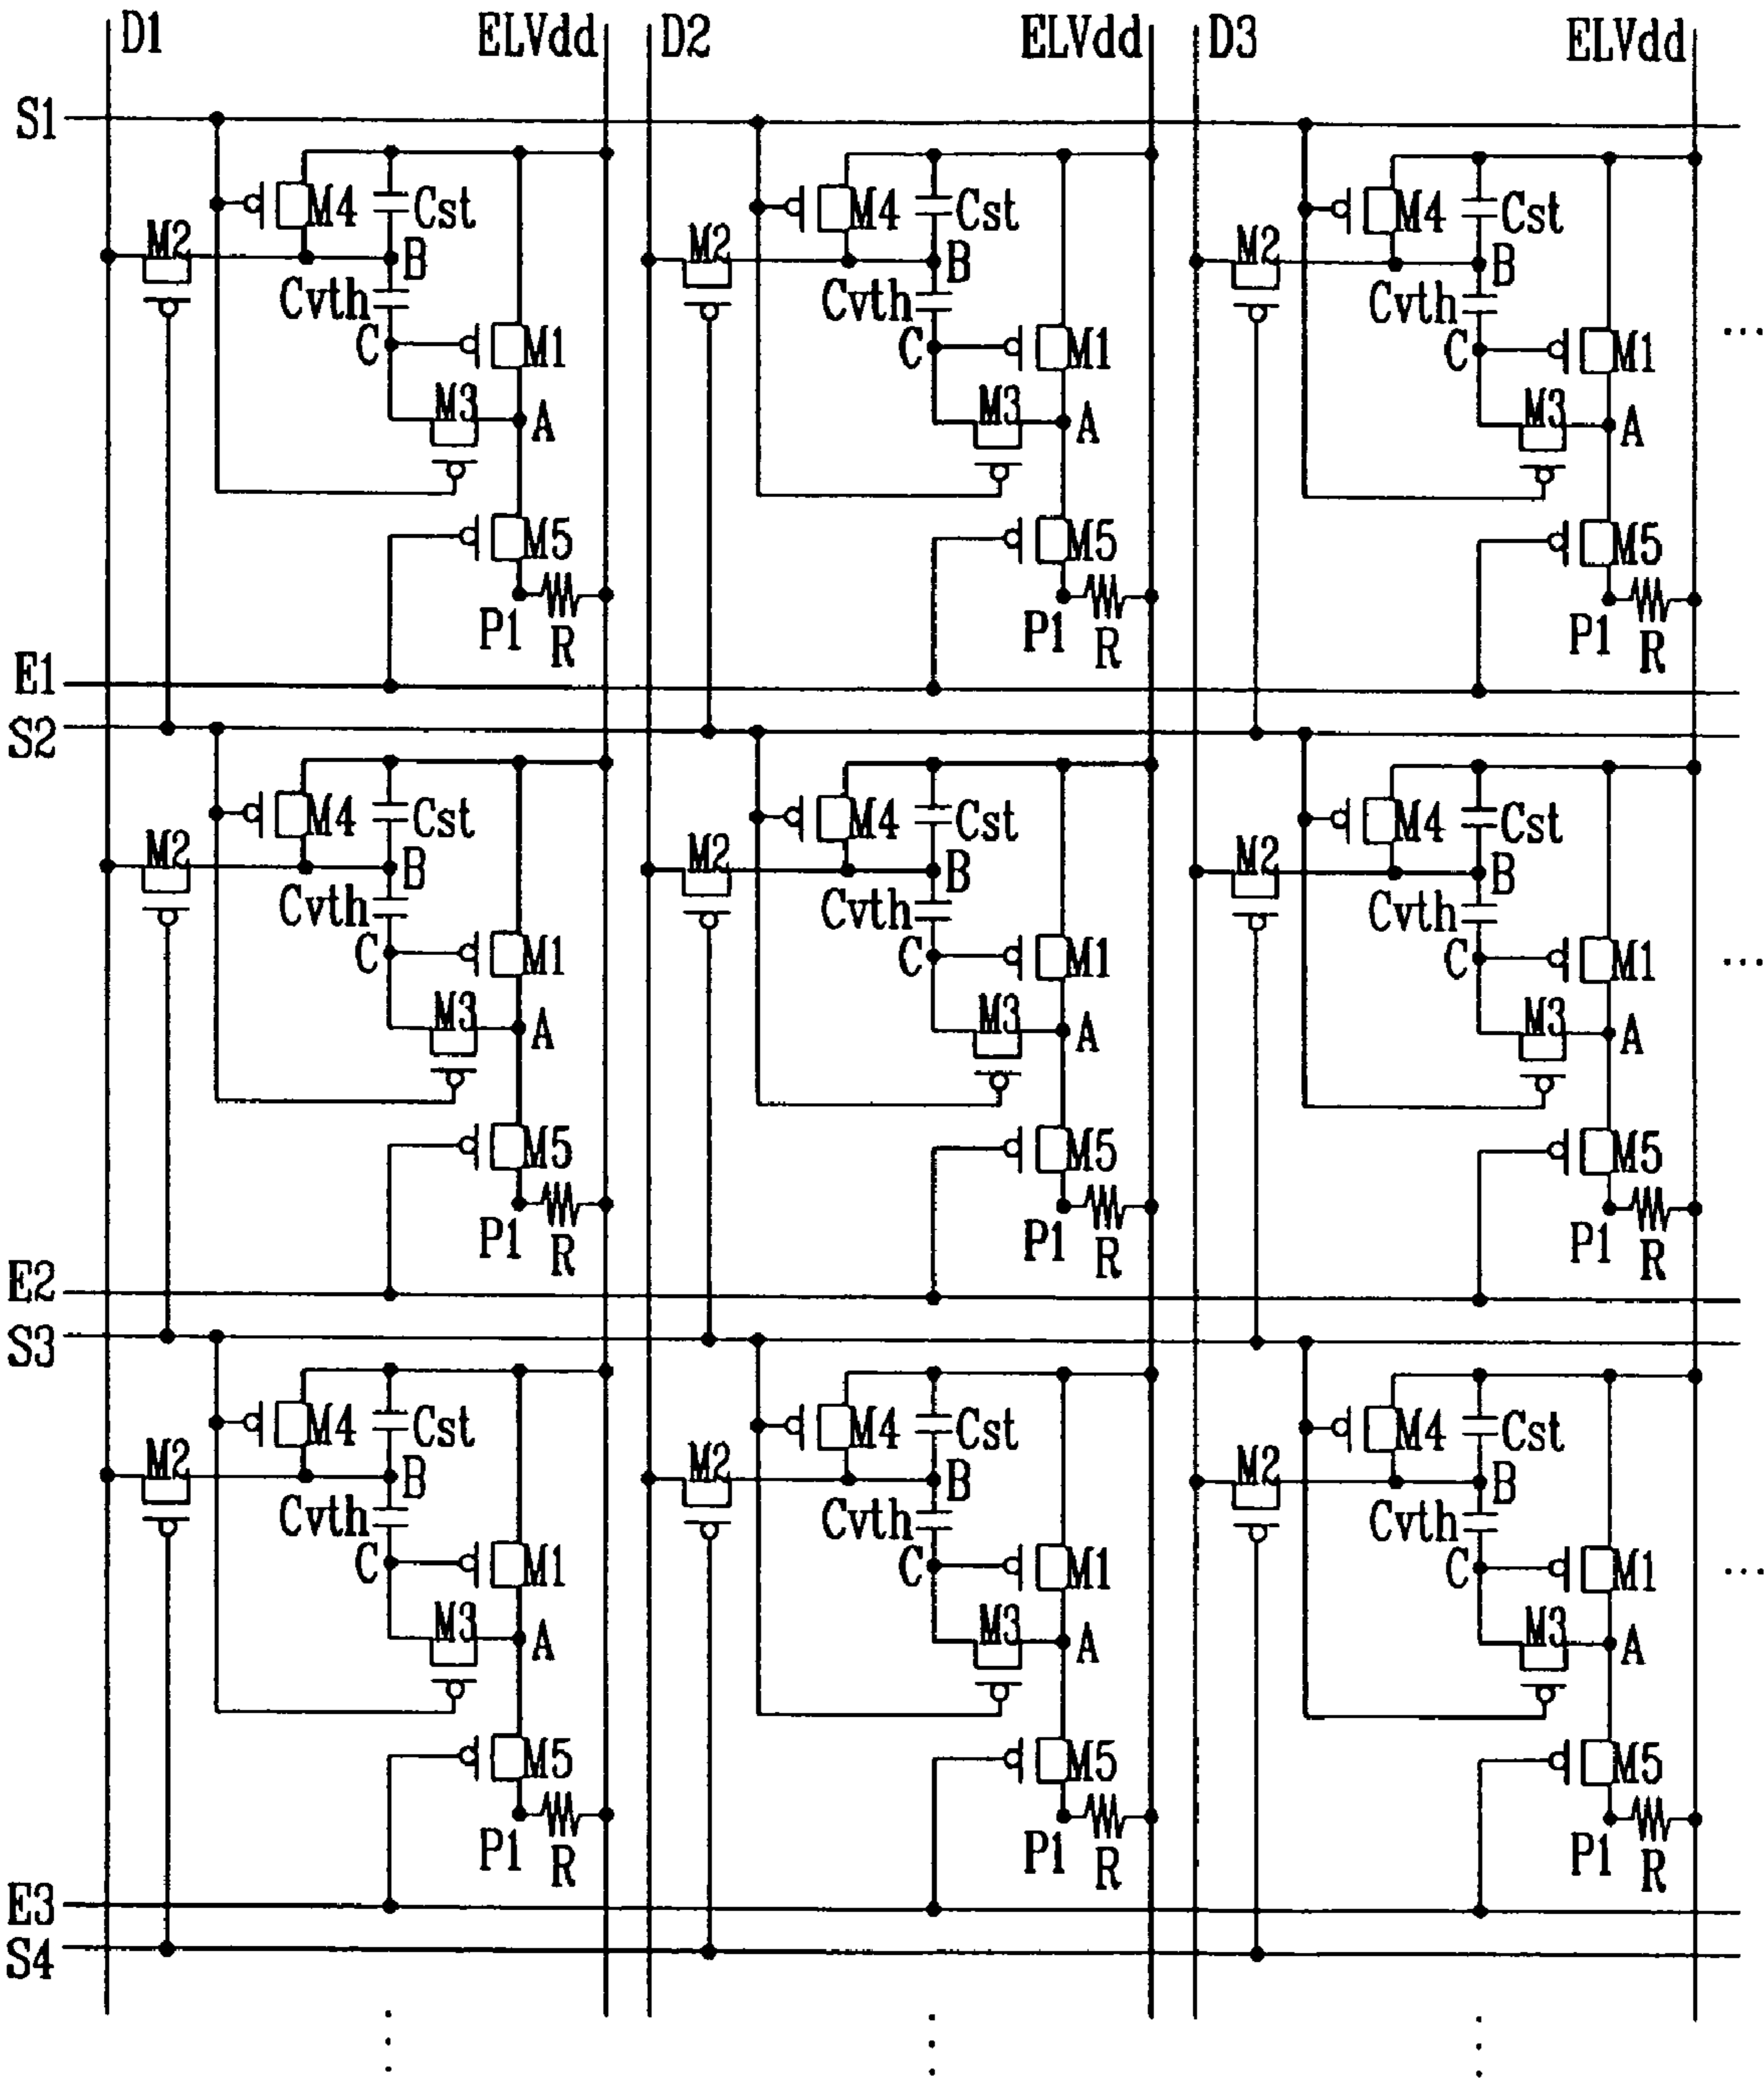 D1 ELVdd D2 ELVdd D3 ELVdd
S1
M4 Cst M4 Cst M4 Cst
M2 B M2 B M2 B
Cvth Cvth Cvth
C M1 C M1 C M1 ...
M3 A M3 A M3 A
M5 M5 M5
P1 R P1 R P1 R
E1
S2
M4 Cst M4 Cst M4 Cst
M2 B M2 B M2 B
Cvth Cvth Cvth
C M1 C M1 C M1 ...
M3 A M3 A M3 A
M5 M5 M5
P1 R P1 R P1 R
E2
S3
M4 Cst M4 Cst M4 Cst
M2 B M2 B M2 B
Cvth Cvth Cvth
C M1 C M1 C M1 ...
M3 A M3 A M3 A
M5 M5 M5
P1 R P1 R P1 R
E3
S4